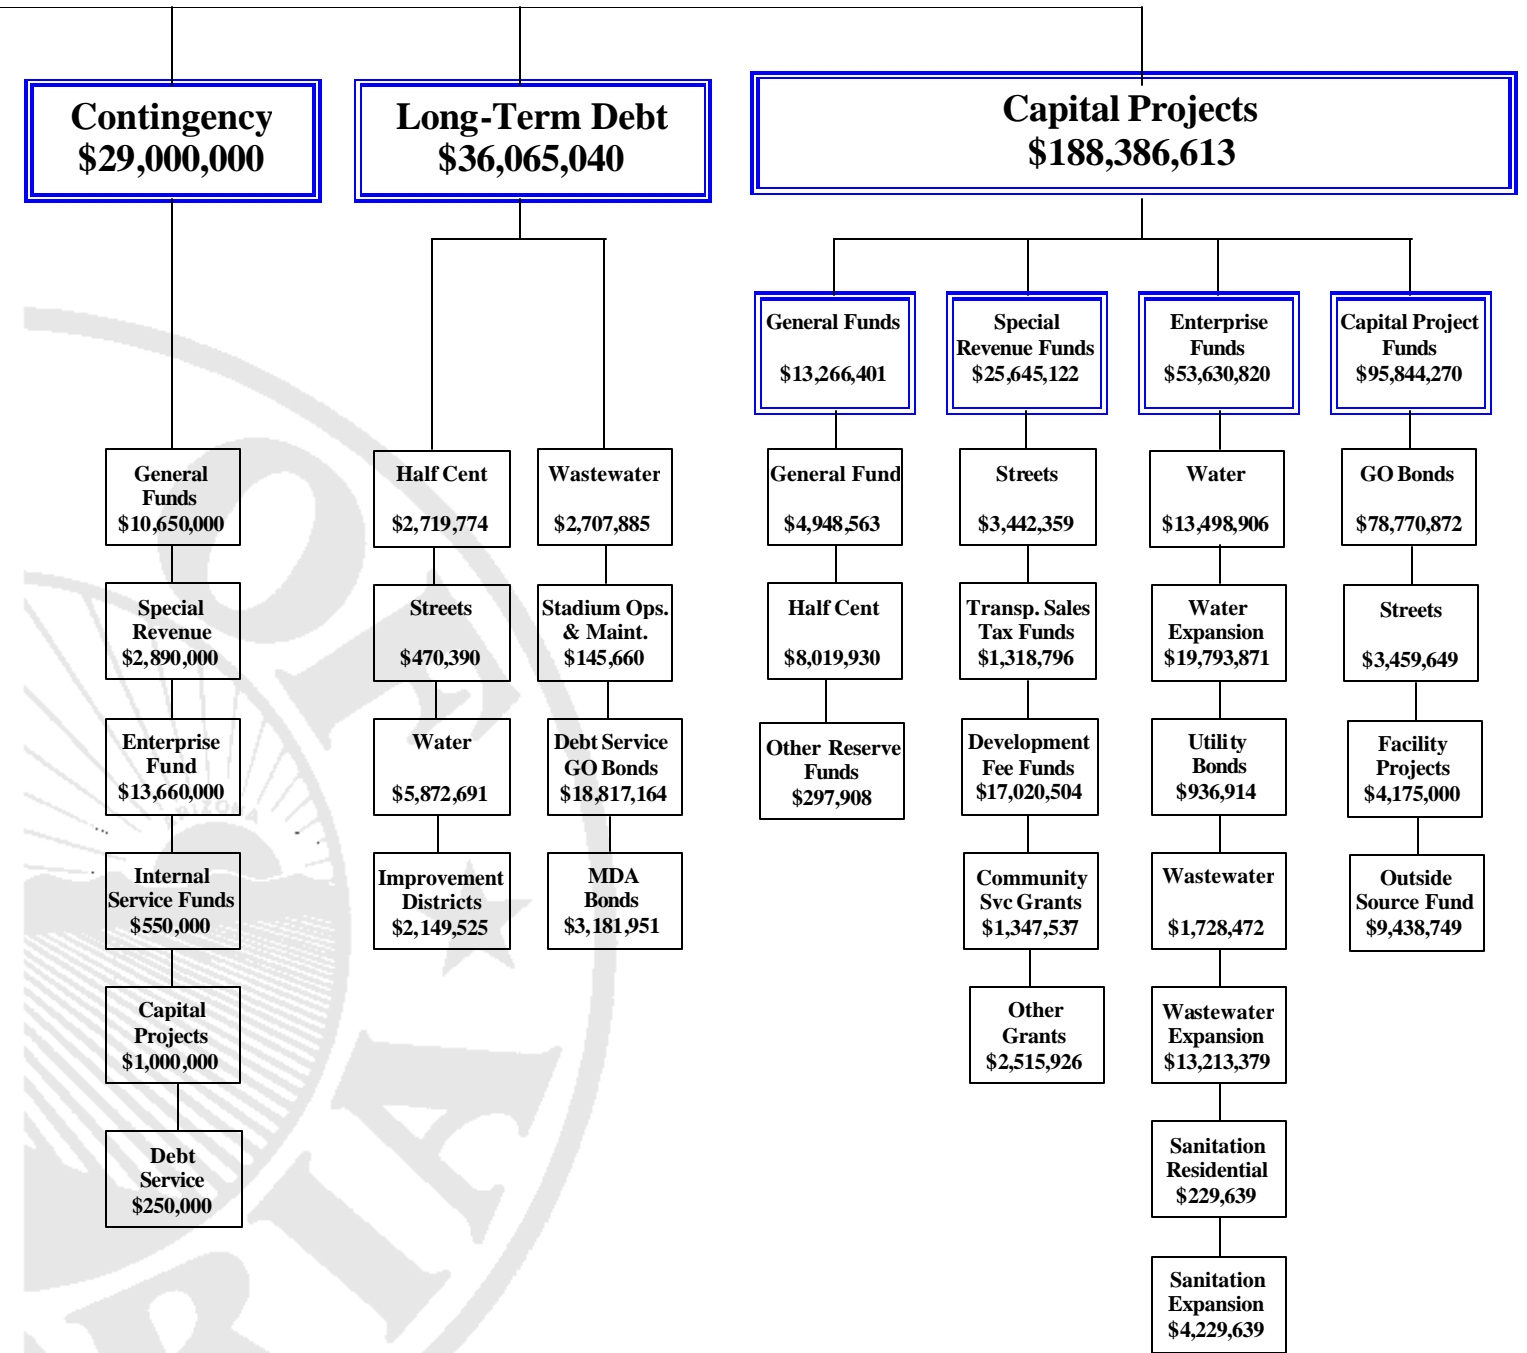 Contingency
$29,000,000
Long-Term Debt
$36,065,040
Capital Projects
$188,386,613
General Funds
$13,266,401
Special
Revenue Funds
$25,645,122
Enterprise
Funds
$53,630,820
Capital Project
Funds
$95,844,270
General
Funds
$10,650,000
Special
Revenue
$2,890,000
Enterprise
Fund
$13,660,000
Internal
Service Funds
$550,000
Capital
Projects
$1,000,000
Debt
Service
$250,000
Half Cent
$2,719,774
Streets
$470,390
Water
$5,872,691
Improvement
Districts
$2,149,525
Wastewater
$2,707,885
Stadium Ops.
& Maint.
$145,660
Debt Service
GO Bonds
$18,817,164
MDA
Bonds
$3,181,951
General Fund
$4,948,563
Half Cent
$8,019,930
Other Reserve
Funds
$297,908
Streets
$3,442,359
Transp. Sales
Tax Funds
$1,318,796
Development
Fee Funds
$17,020,504
Community
Svc Grants
$1,347,537
Other
Grants
$2,515,926
Water
$13,498,906
Water
Expansion
$19,793,871
Utility
Bonds
$936,914
Wastewater
$1,728,472
Wastewater
Expansion
$13,213,379
Sanitation
Residential
$229,639
Sanitation
Expansion
$4,229,639
GO Bonds
$78,770,872
Streets
$3,459,649
Facility
Projects
$4,175,000
Outside
Source Fund
$9,438,749
OF
ARIZONA
RIA